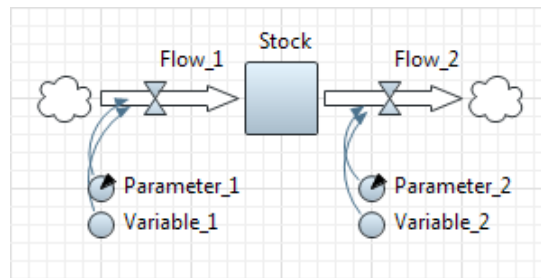 Stock
Flow_1
Flow_2
Parameter_1
Parameter_2
Variable_1
Variable_2